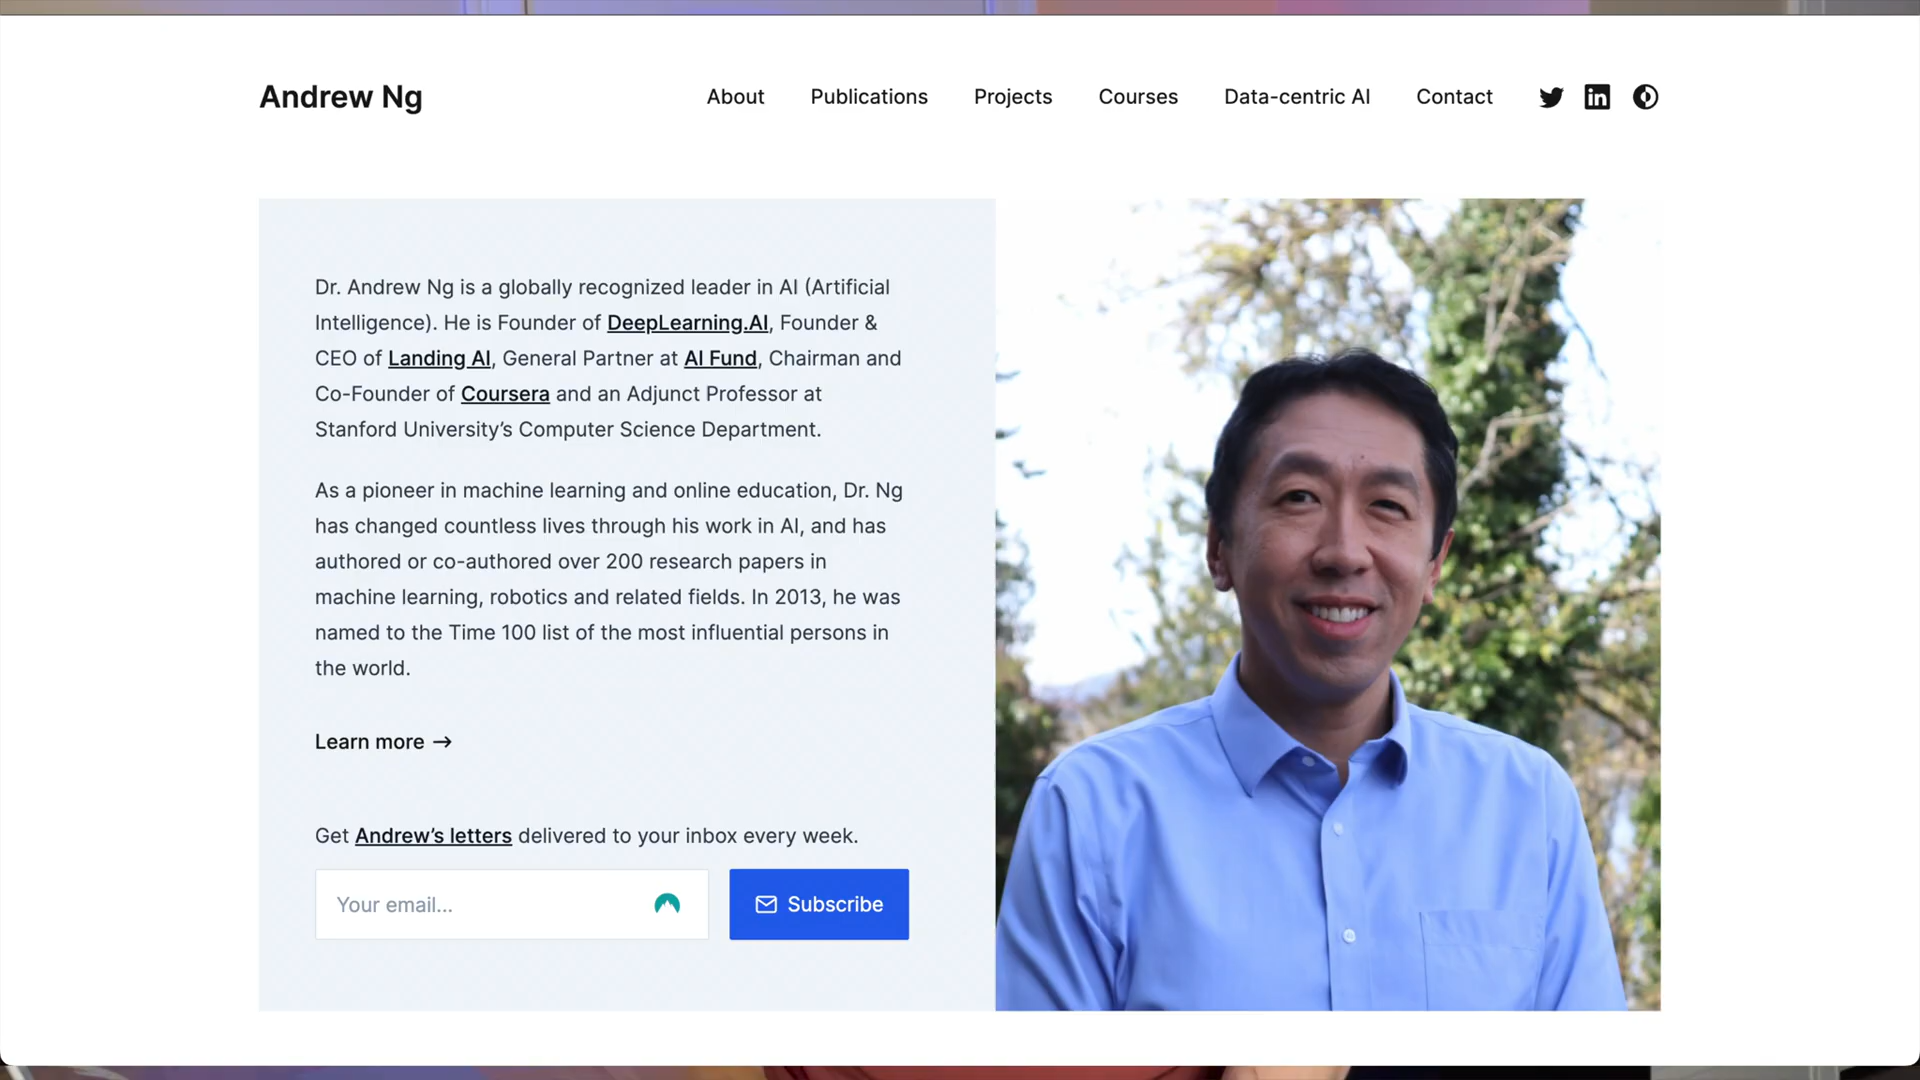 Andrew Ng
About Publications Projects Courses Data-centric AI Contact
Dr. Andrew Ng is a globally recognized leader in AI (Artificial
Intelligence). He is Founder of DeepLearning.AI, Founder &
CEO of Landing AI, General Partner at AI Fund, Chairman and
Co-Founder of Coursera and an Adjunct Professor at
Stanford University’s Computer Science Department.
As a pioneer in machine learning and online education, Dr. Ng
has changed countless lives through his work in AI, and has
authored or co-authored over 200 research papers in
machine learning, robotics and related fields. In 2013, he was
named to the Time 100 list of the most influential persons in
the world.
Learn more →
Get Andrew’s letters delivered to your inbox every week.
Your email...
Subscribe